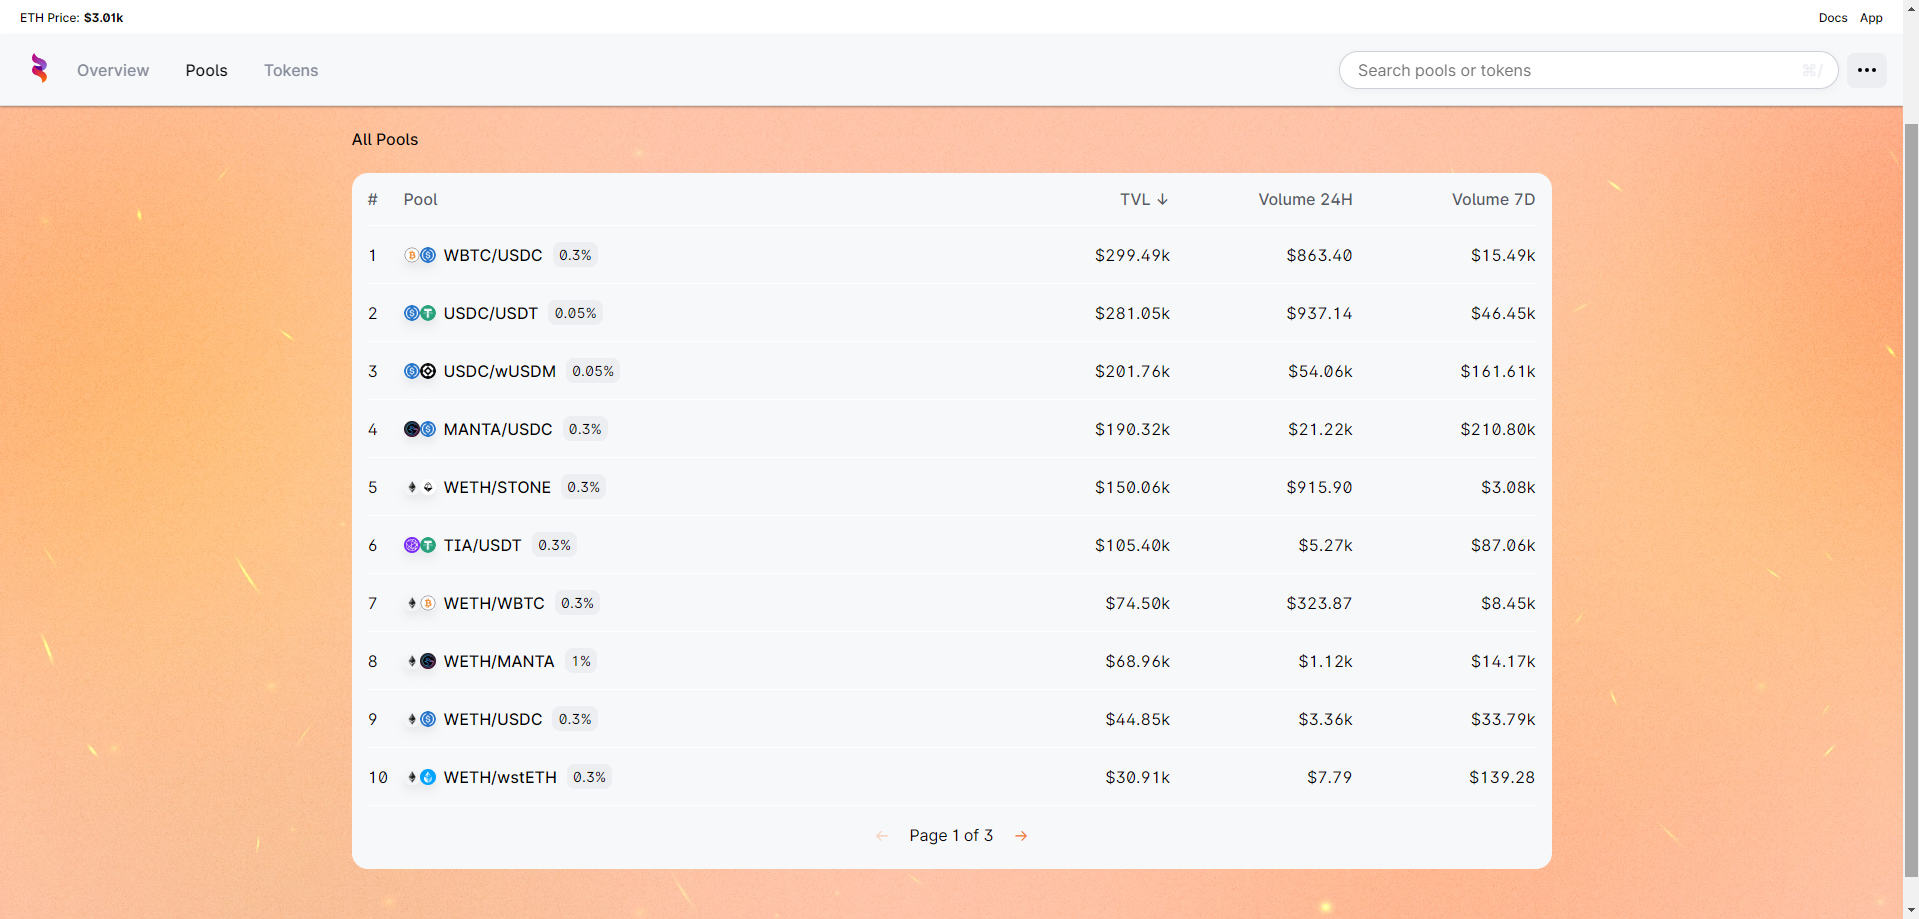 ETH Price: $3.01k Docs App
Overview Pools Tokens Search pools or tokens ⌘/
All Pools
# Pool TVL ↓ Volume 24H Volume 7D
1 WBTC/USDC 0.3% $299.49k $863.40 $15.49k
2 USDC/USDT 0.05% $281.05k $937.14 $46.45k
3 USDC/wUSDM 0.05% $201.76k $54.06k $161.61k
4 MANTA/USDC 0.3% $190.32k $21.22k $210.80k
5 WETH/STONE 0.3% $150.06k $915.90 $3.08k
6 TIA/USDT 0.3% $105.40k $5.27k $87.06k
7 WETH/WBTC 0.3% $74.50k $323.87 $8.45k
8 WETH/MANTA 1% $68.96k $1.12k $14.17k
9 WETH/USDC 0.3% $44.85k $3.36k $33.79k
10 WETH/wstETH 0.3% $30.91k $7.79 $139.28
← Page 1 of 3 →